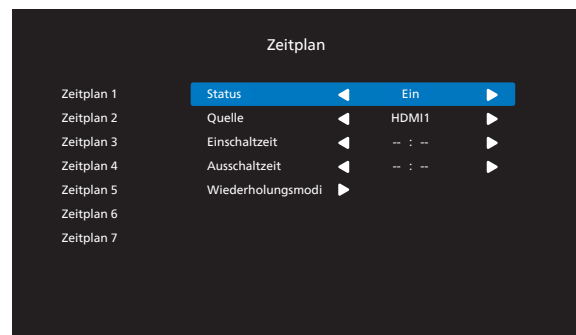 Zeitplan
Zeitplan 1 Status Ein
Zeitplan 2 Quelle HDMI1
Zeitplan 3 Einschaltzeit -- : --
Zeitplan 4 Ausschaltzeit -- : --
Zeitplan 5 Wiederholungsmodi
Zeitplan 6
Zeitplan 7